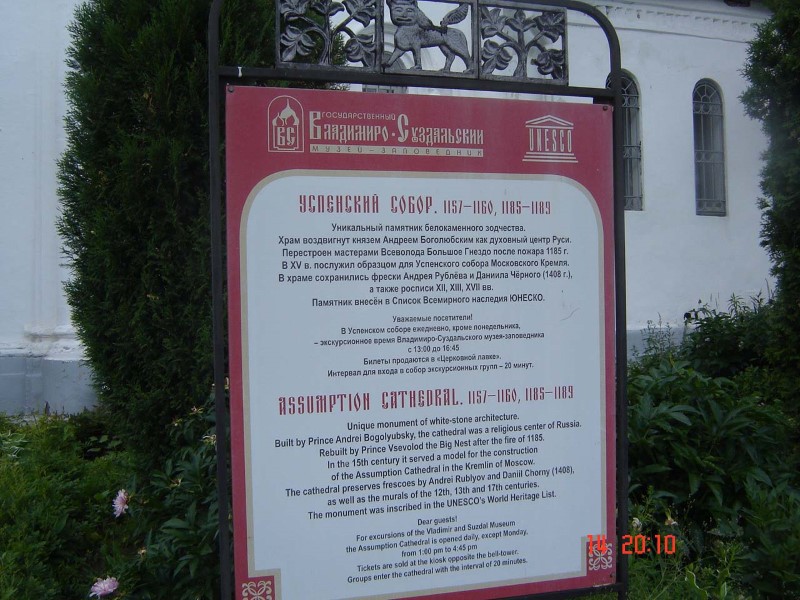 ГОСУДАРСТВЕННЫЙ
ВЛАДИМИРО-СУЗДАЛЬСКИЙ
МУЗЕЙ-ЗАПОВЕДНИК
ВС
UNESCO
УСПЕНСКИЙ СОБОР. 1157–1160, 1185–1189
Уникальный памятник белокаменного зодчества.
Храм воздвигнут князем Андреем Боголюбским как духовный центр Руси.
Перестроен мастерами Всеволода Большое Гнездо после пожара 1185 г.
В XV в. послужил образцом для Успенского собора Московского Кремля.
В храме сохранились фрески Андрея Рублёва и Даниила Чёрного (1408 г.),
а также росписи XII, XIII, XVII вв.
Памятник внесён в Список Всемирного наследия ЮНЕСКО.
Уважаемые посетители!
В Успенском соборе ежедневно, кроме понедельника,
– экскурсионное время Владимиро-Суздальского музея-заповедника
с 13:00 до 16:45
Билеты продаются в «Церковной лавке».
Интервал для входа в собор экскурсионных групп – 20 минут.
ASSUMPTION CATHEDRAL. 1157–1160, 1185–1189
Unique monument of white-stone architecture.
Built by Prince Andrei Bogolyubsky, the cathedral was a religious center of Russia.
Rebuilt by Prince Vsevolod the Big Nest after the fire of 1185.
In the 15th century it served a model for the construction
of the Assumption Cathedral in the Kremlin of Moscow.
The cathedral preserves frescoes by Andrei Rublyov and Daniil Chorny (1408),
as well as the murals of the 12th, 13th and 17th centuries.
The monument was inscribed in the UNESCO's World Heritage List.
Dear guests!
For excursions of the Vladimir and Suzdal Museum
the Assumption Cathedral is opened daily, except Monday,
from 1:00 pm to 4:45 pm
Tickets are sold at the kiosk opposite the bell-tower.
Groups enter the cathedral with the interval of 20 minutes.
14 20:10